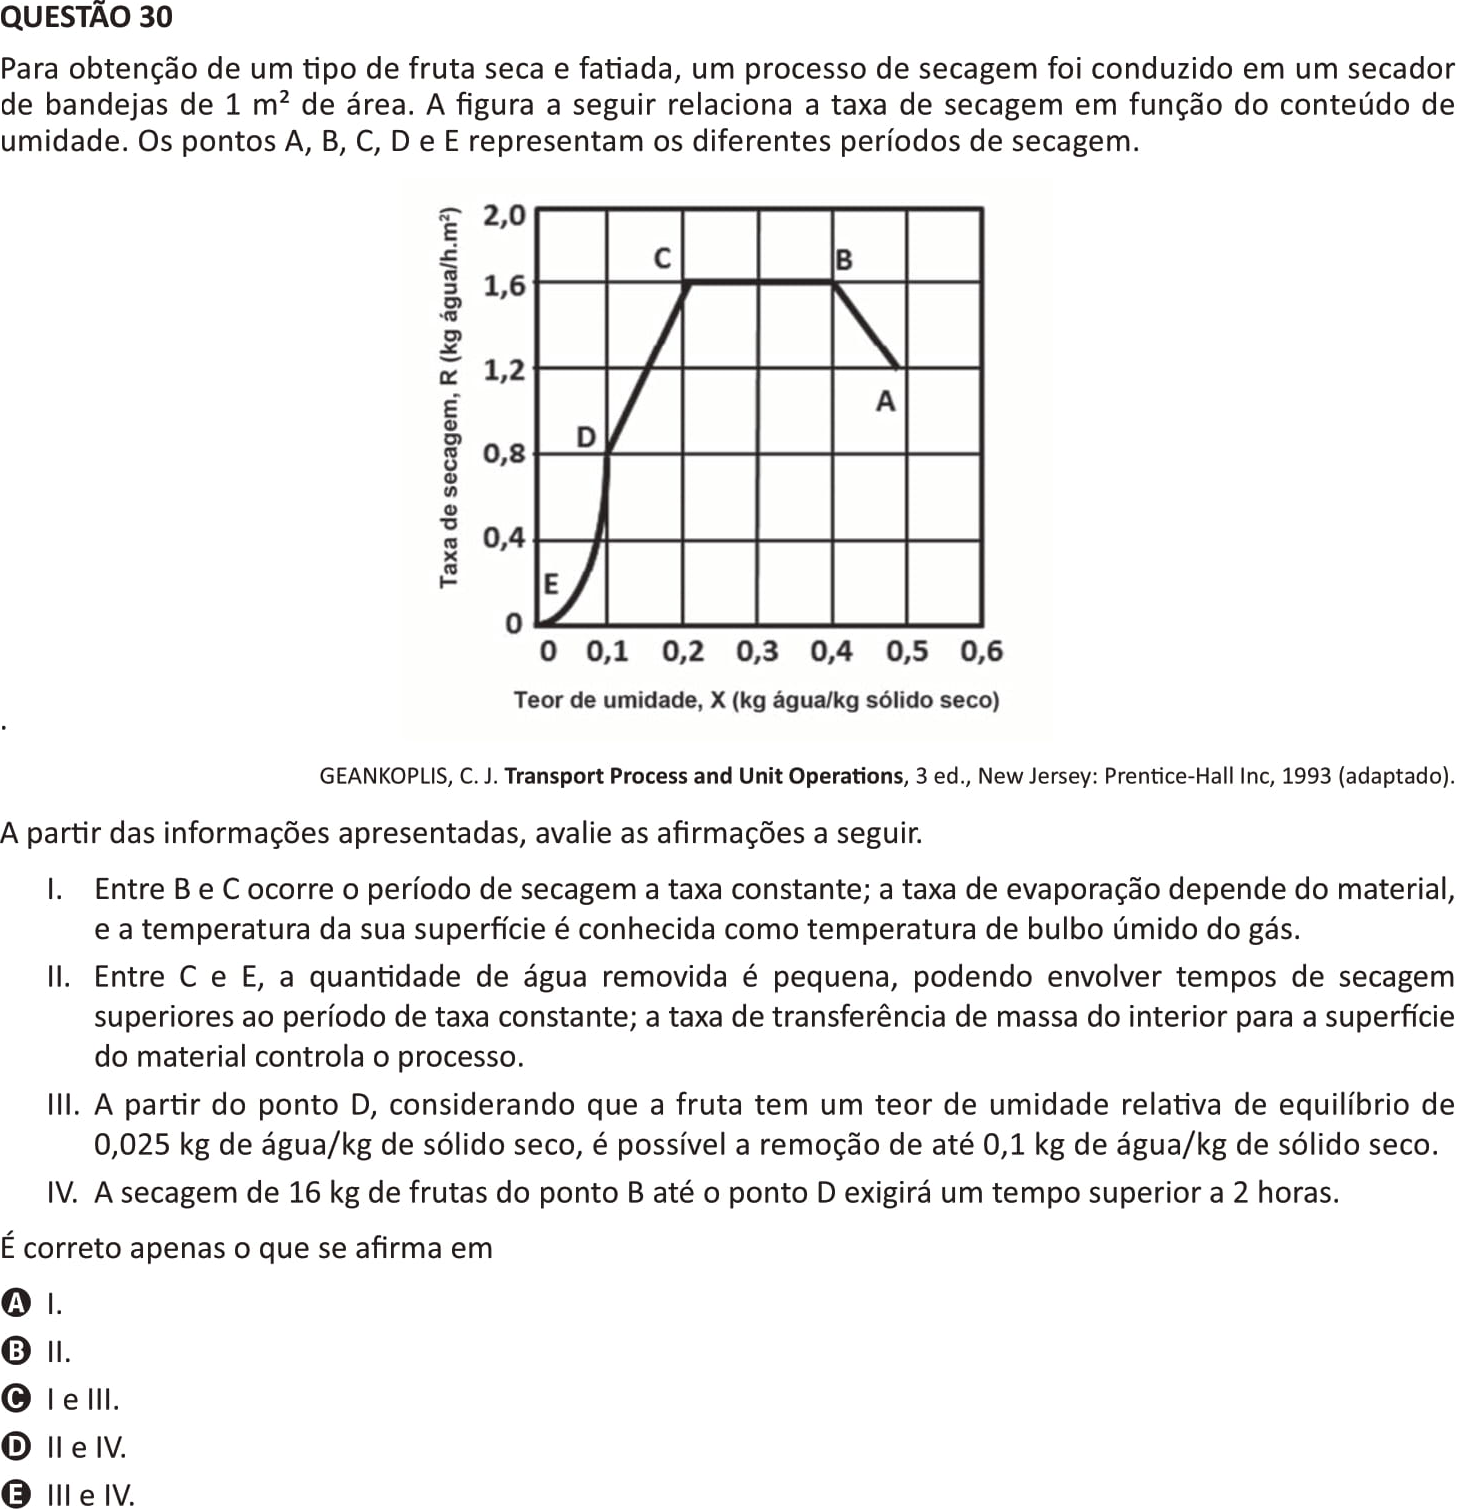 QUESTÃO 30
Para obtenção de um tipo de fruta seca e fatiada, um processo de secagem foi conduzido em um secador
de bandejas de 1 m² de área. A figura a seguir relaciona a taxa de secagem em função do conteúdo de
umidade. Os pontos A, B, C, D e E representam os diferentes períodos de secagem.
Taxa de secagem, R (kg água/h.m²)
2,0
C
B
1,6
1,2
A
D
0,8
0,4
E
0
0 0,1 0,2 0,3 0,4 0,5 0,6
Teor de umidade, X (kg água/kg sólido seco)
.
GEANKOPLIS, C. J. Transport Process and Unit Operations, 3 ed., New Jersey: Prentice-Hall Inc, 1993 (adaptado).
A partir das informações apresentadas, avalie as afirmações a seguir.
I. Entre B e C ocorre o período de secagem a taxa constante; a taxa de evaporação depende do material,
e a temperatura da sua superfície é conhecida como temperatura de bulbo úmido do gás.
II. Entre C e E, a quantidade de água removida é pequena, podendo envolver tempos de secagem
superiores ao período de taxa constante; a taxa de transferência de massa do interior para a superfície
do material controla o processo.
III. A partir do ponto D, considerando que a fruta tem um teor de umidade relativa de equilíbrio de
0,025 kg de água/kg de sólido seco, é possível a remoção de até 0,1 kg de água/kg de sólido seco.
IV. A secagem de 16 kg de frutas do ponto B até o ponto D exigirá um tempo superior a 2 horas.
É correto apenas o que se afirma em
A I.
B II.
C I e III.
D II e IV.
E III e IV.